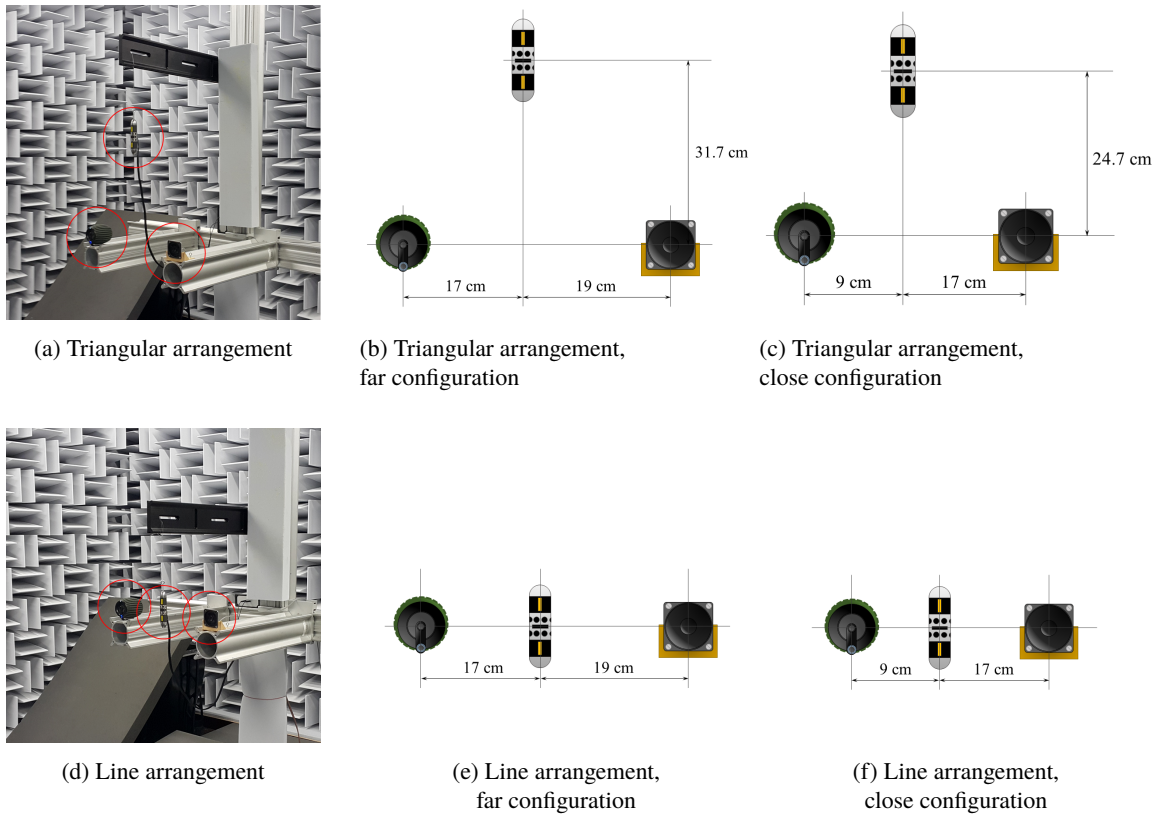 31.7 cm
17 cm
19 cm
24.7 cm
9 cm
17 cm
(a) Triangular arrangement
(b) Triangular arrangement,
far configuration
(c) Triangular arrangement,
close configuration
17 cm
19 cm
9 cm
17 cm
(d) Line arrangement
(e) Line arrangement,
far configuration
(f) Line arrangement,
close configuration